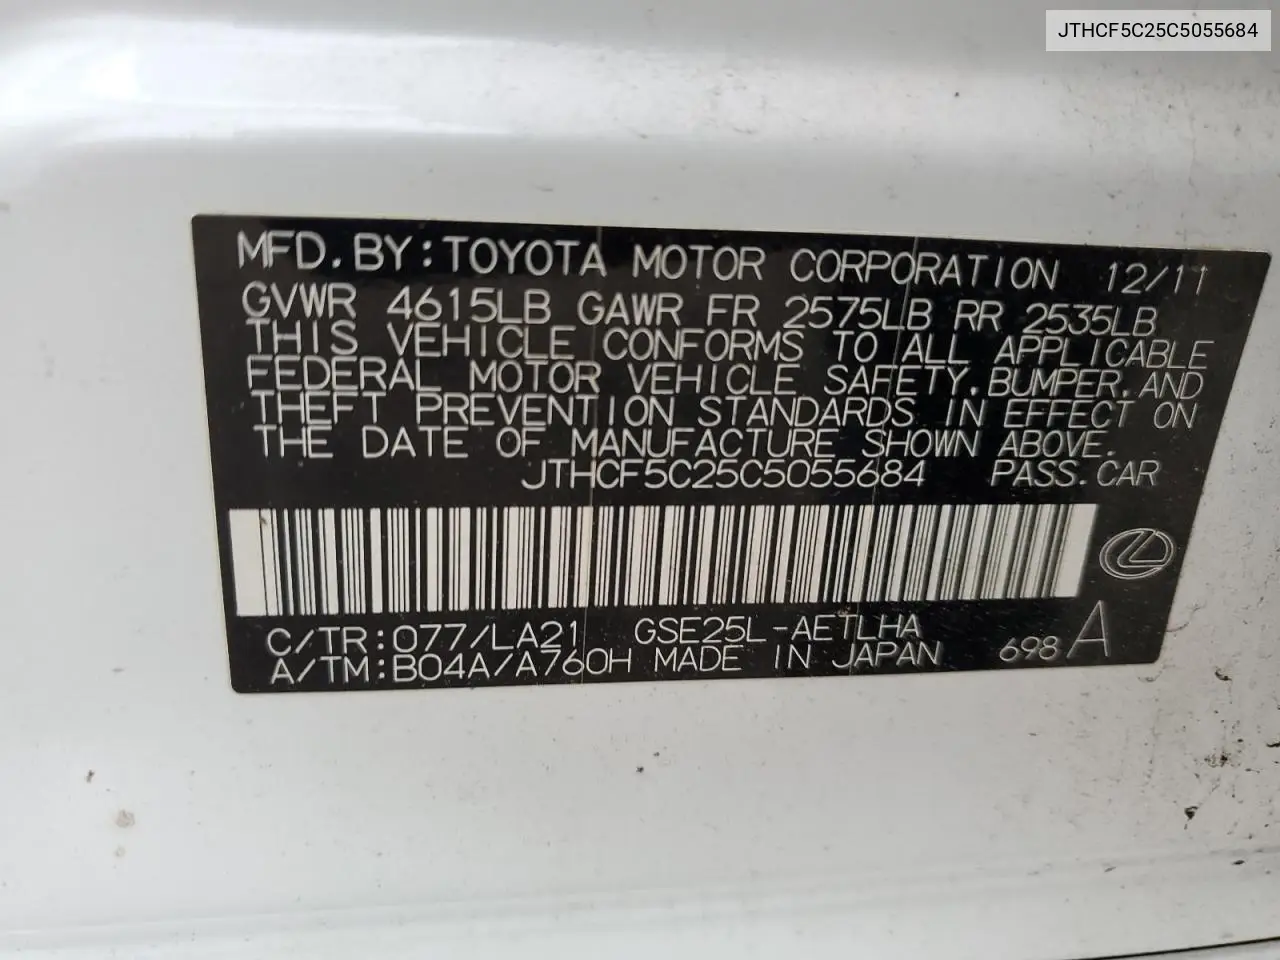 JTHCF5C25C5055684
MFD.BY:TOYOTA MOTOR CORPORATION 12/11
GVWR 4615LB GAWR FR 2575LB RR 2535LB
THIS VEHICLE CONFORMS TO ALL APPLICABLE
FEDERAL MOTOR VEHICLE SAFETY,BUMPER,AND
THEFT PREVENTION STANDARDS IN EFFECT ON
THE DATE OF MANUFACTURE SHOWN ABOVE.
JTHCF5C25C5055684 PASS.CAR
C/TR:077/LA21 GSE25L-AETLHA
A/TM:B04A/A760H MADE IN JAPAN 698 A